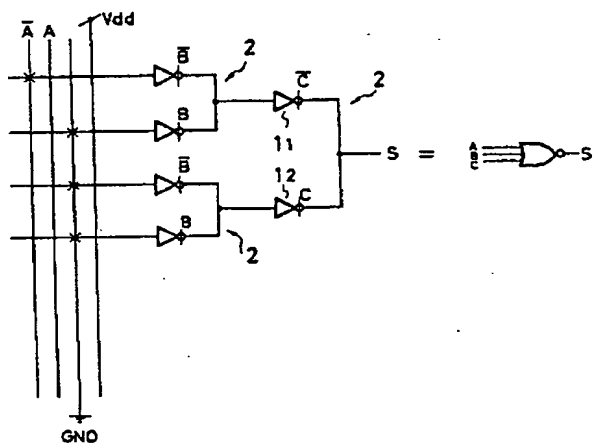 A̅ A Vdd
B̅ 2
C̅ 2
B
11
S = A B C S
B̅
12
C
B
2
GND